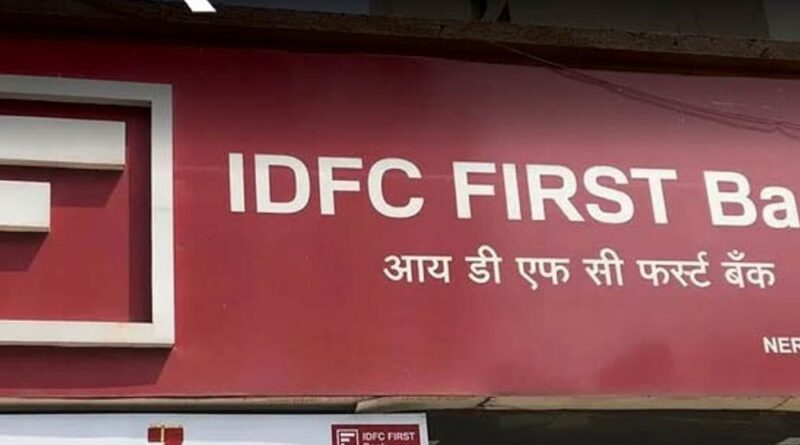 IDFC FIRST Ba
आय डी एफ सी फर्स्ट बँक
NER
IDFC FIRST